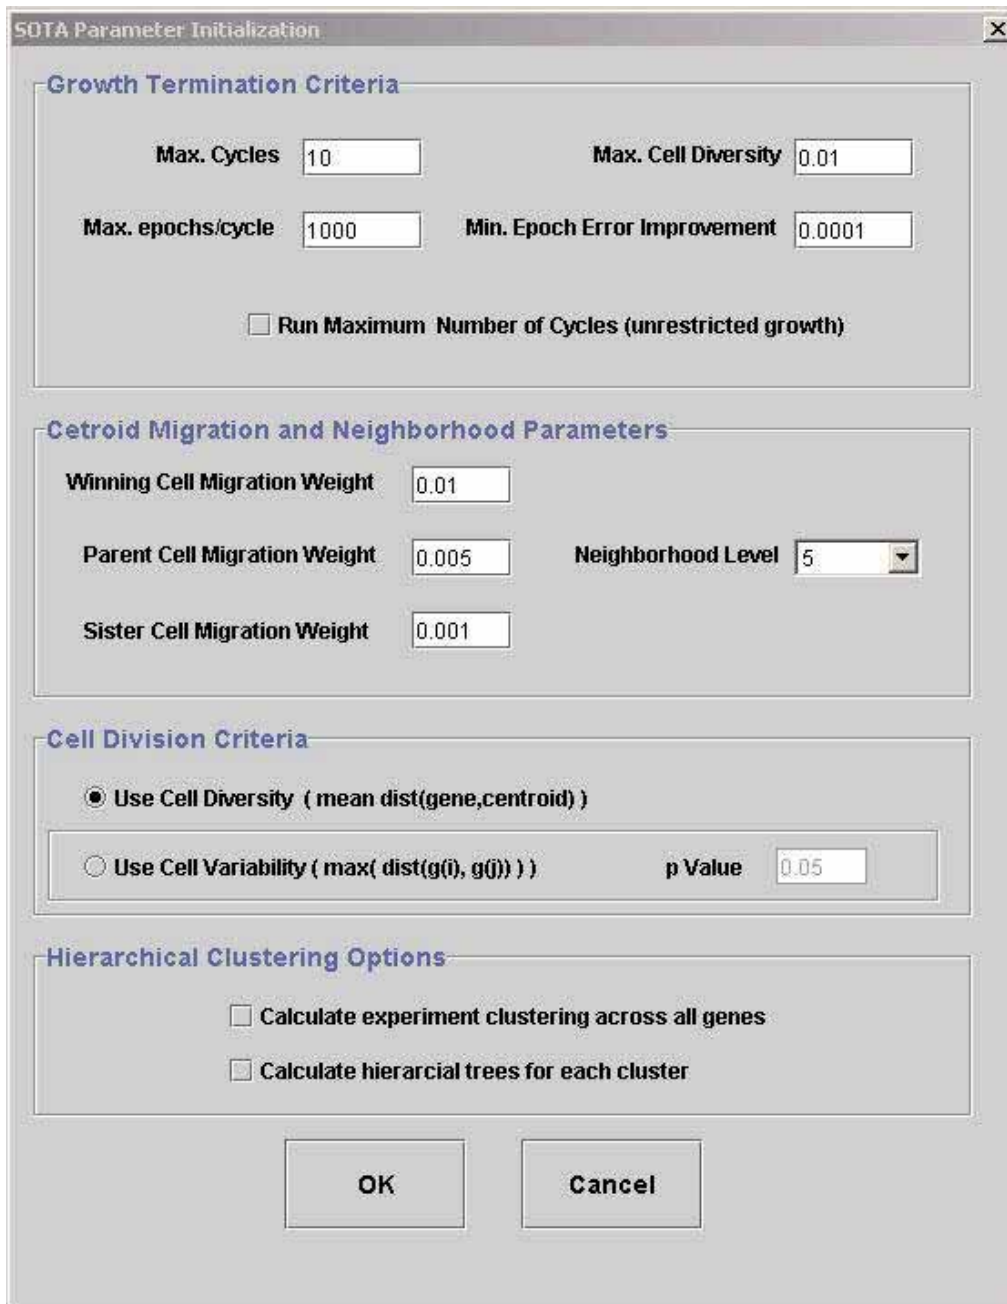 SOTA Parameter Initialization
Growth Termination Criteria
Max. Cycles 10 Max. Cell Diversity 0.01
Max. epochs/cycle 1000 Min. Epoch Error Improvement 0.0001
Run Maximum Number of Cycles (unrestricted growth)
Cetroid Migration and Neighborhood Parameters
Winning Cell Migration Weight 0.01
Parent Cell Migration Weight 0.005 Neighborhood Level 5
Sister Cell Migration Weight 0.001
Cell Division Criteria
Use Cell Diversity ( mean dist(gene,centroid) )
Use Cell Variability ( max( dist(g(i), g(j)) ) ) p Value 0.05
Hierarchical Clustering Options
Calculate experiment clustering across all genes
Calculate hierarcial trees for each cluster
OK Cancel